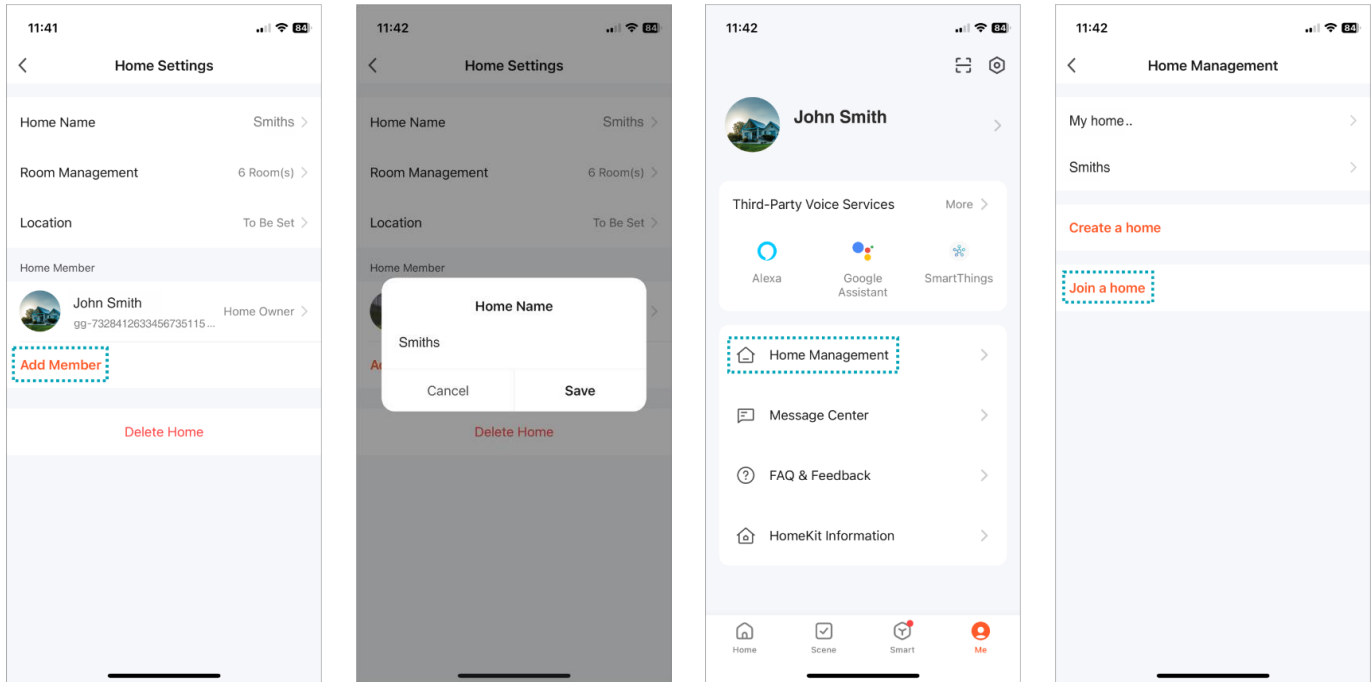 11:41
84
Home Settings
Home Name
Smiths
Room Management
6 Room(s)
Location
To Be Set
Home Member
John Smith
gg-7328412633456735115...
Home Owner
Add Member
Delete Home
11:42
84
Home Settings
Home Name
Smiths
Room Management
6 Room(s)
Location
To Be Set
Home Member
Home Name
Smiths
Cancel
Save
Delete Home
11:42
84
John Smith
Third-Party Voice Services
More
Alexa
Google
Assistant
SmartThings
Home Management
Message Center
FAQ & Feedback
HomeKit Information
Home
Scene
Smart
Me
11:42
84
Home Management
My home..
Smiths
Create a home
Join a home